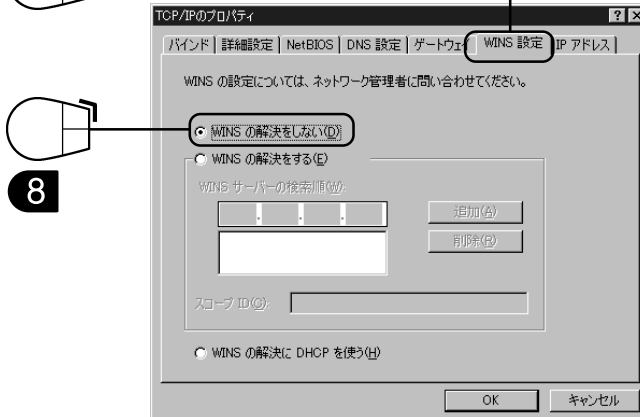 TCP/IPのプロパティ
バインド 詳細設定 NetBIOS DNS 設定 ゲートウェイ WINS 設定 IP アドレス
WINS の設定については、ネットワーク管理者に問い合わせてください。
WINS の解決をしない(D)
8
WINS の解決をする(E)
WINS サーバーの検索順(W):
追加(A)
削除(R)
スコープ ID(C):
WINS の解決に DHCP を使う(H)
OK キャンセル